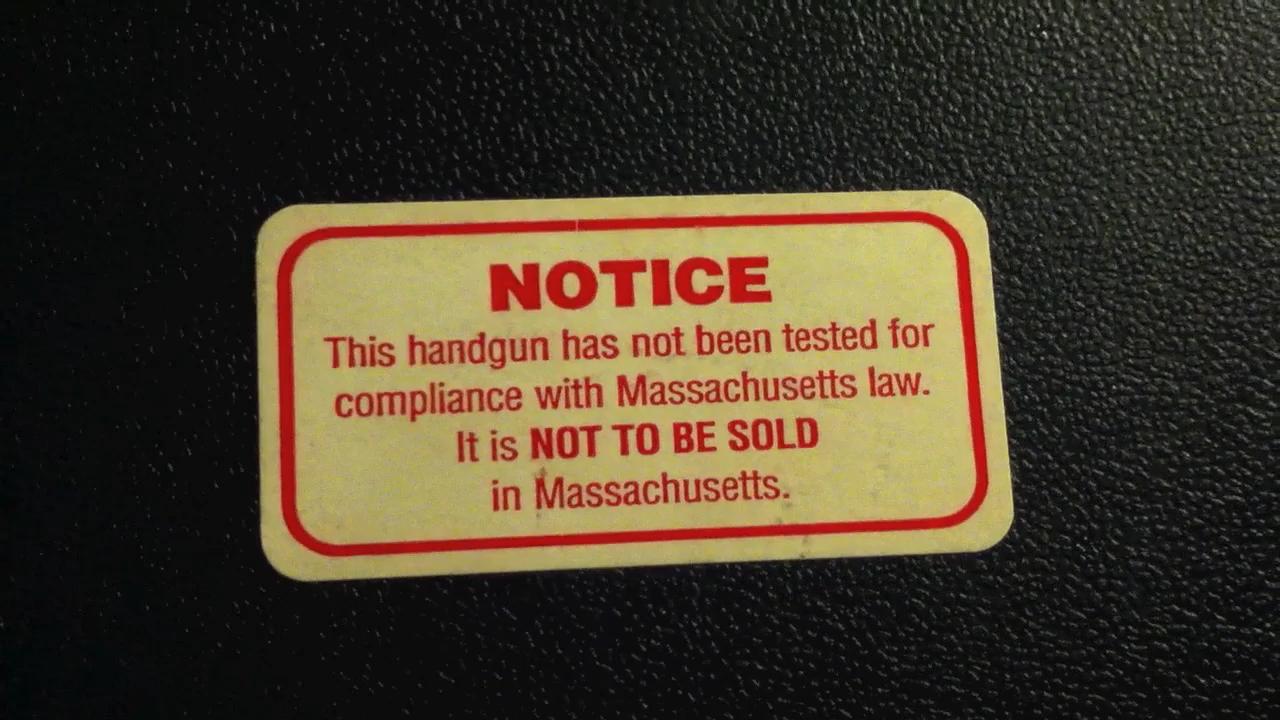 NOTICE
This handgun has not been tested for
compliance with Massachusetts law.
It is NOT TO BE SOLD
in Massachusetts.